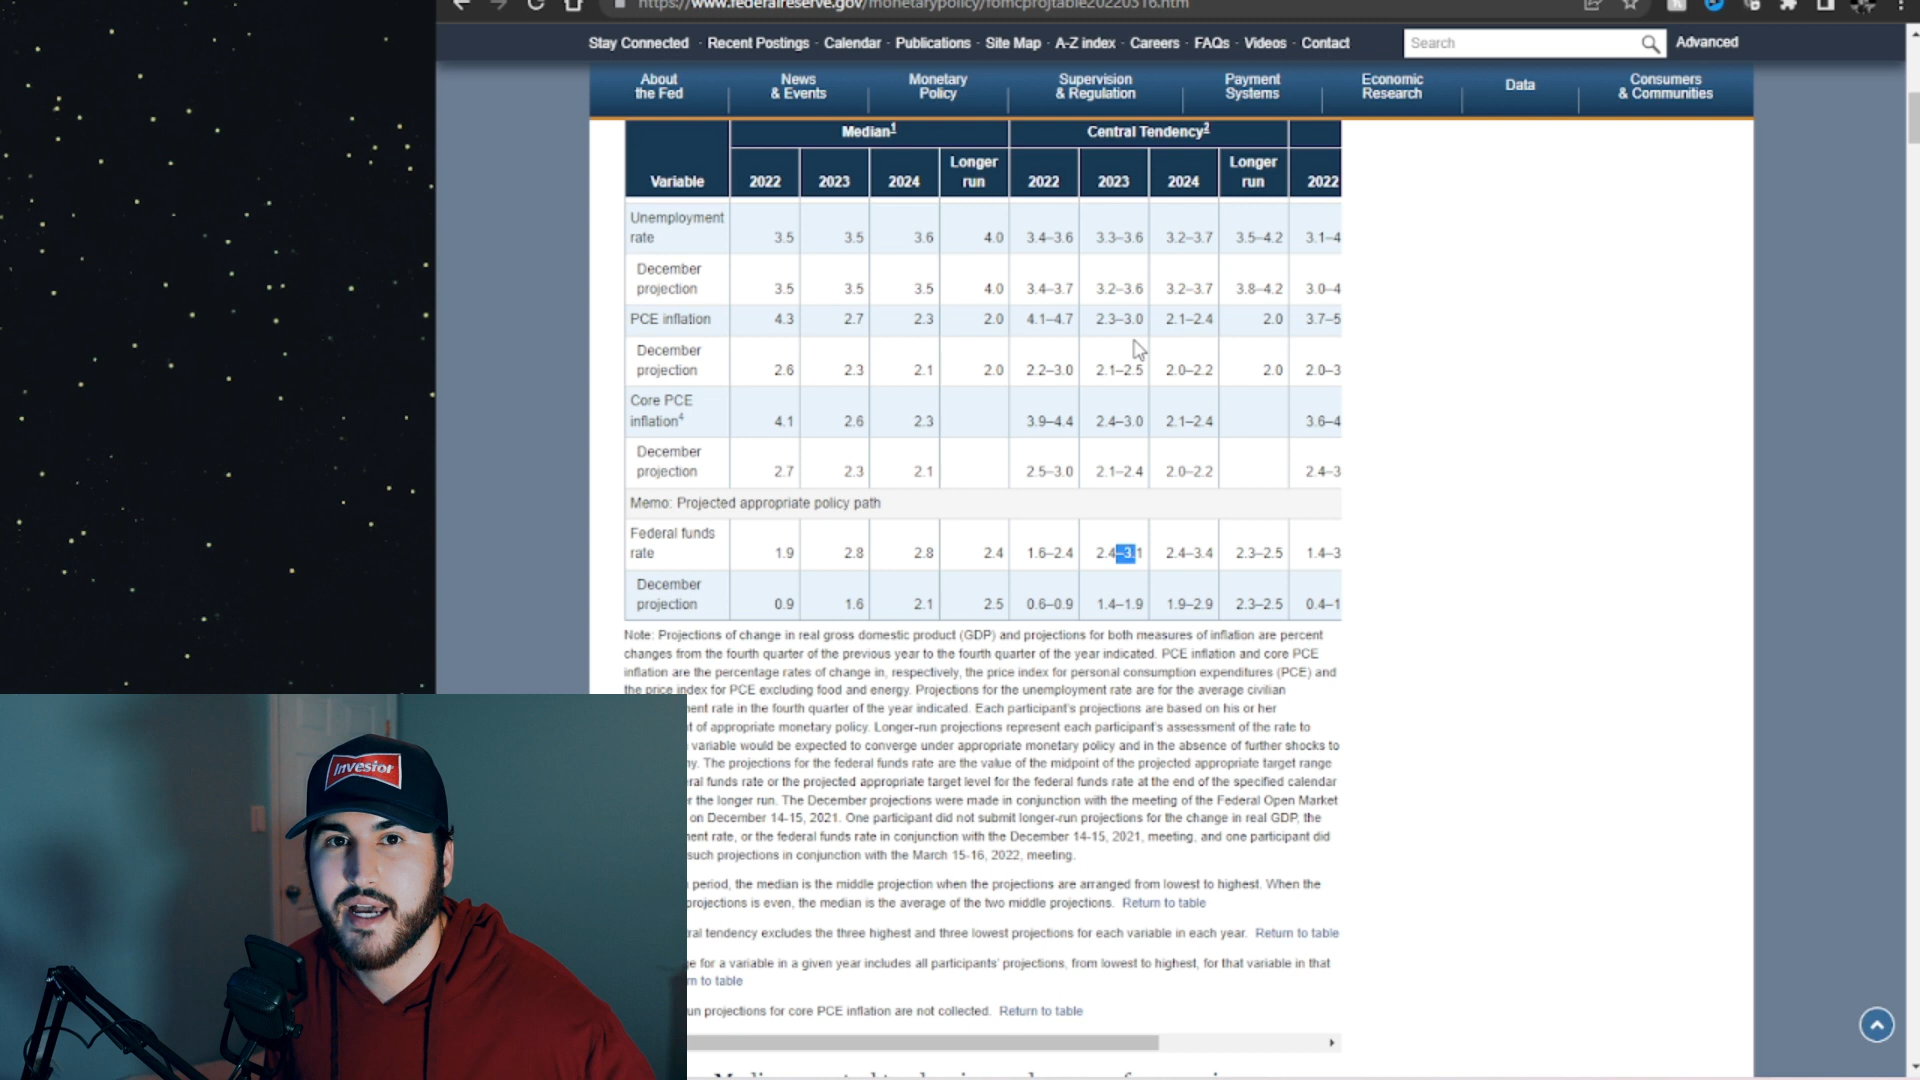 https://www.federalreserve.gov/monetarypolicy/fomcprojtable20220316.htm
Stay Connected · Recent Postings · Calendar · Publications · Site Map · A-Z index · Careers · FAQs · Videos · Contact
Search
Advanced
About the Fed
News & Events
Monetary Policy
Supervision & Regulation
Payment Systems
Economic Research
Data
Consumers & Communities
Median1 Central Tendency2
Variable 2022 2023 2024 Longer run 2022 2023 2024 Longer run 2022
Unemployment rate 3.5 3.5 3.6 4.0 3.4–3.6 3.3–3.6 3.2–3.7 3.5–4.2 3.1–4
December projection 3.5 3.5 3.5 4.0 3.4–3.7 3.2–3.6 3.2–3.7 3.8–4.2 3.0–4
PCE inflation 4.3 2.7 2.3 2.0 4.1–4.7 2.3–3.0 2.1–2.4 2.0 3.7–5
December projection 2.6 2.3 2.1 2.0 2.2–3.0 2.1–2.5 2.0–2.2 2.0 2.0–3
Core PCE inflation4 4.1 2.6 2.3 3.9–4.4 2.4–3.0 2.1–2.4 3.6–4
December projection 2.7 2.3 2.1 2.5–3.0 2.1–2.4 2.0–2.2 2.4–3
Memo: Projected appropriate policy path
Federal funds rate 1.9 2.8 2.8 2.4 1.6–2.4 2.4–3.1 2.4–3.4 2.3–2.5 1.4–3
December projection 0.9 1.6 2.1 2.5 0.6–0.9 1.4–1.9 1.9–2.9 2.3–2.5 0.4–1
Note: Projections of change in real gross domestic product (GDP) and projections for both measures of inflation are percent
changes from the fourth quarter of the previous year to the fourth quarter of the year indicated. PCE inflation and core PCE
inflation are the percentage rates of change in, respectively, the price index for personal consumption expenditures (PCE) and
the price index for PCE excluding food and energy. Projections for the unemployment rate are for the average civilian
ent rate in the fourth quarter of the year indicated. Each participant's projections are based on his or her
t of appropriate monetary policy. Longer-run projections represent each participant's assessment of the rate to
variable would be expected to converge under appropriate monetary policy and in the absence of further shocks to
ny. The projections for the federal funds rate are the value of the midpoint of the projected appropriate target range
ral funds rate or the projected appropriate target level for the federal funds rate at the end of the specified calendar
r the longer run. The December projections were made in conjunction with the meeting of the Federal Open Market
on December 14-15, 2021. One participant did not submit longer-run projections for the change in real GDP, the
ent rate, or the federal funds rate in conjunction with the December 14-15, 2021, meeting, and one participant did
such projections in conjunction with the March 15-16, 2022, meeting.
period, the median is the middle projection when the projections are arranged from lowest to highest. When the
projections is even, the median is the average of the two middle projections. Return to table
ral tendency excludes the three highest and three lowest projections for each variable in each year. Return to table
e for a variable in a given year includes all participants' projections, from lowest to highest, for that variable in that
rn to table
un projections for core PCE inflation are not collected. Return to table
Investor